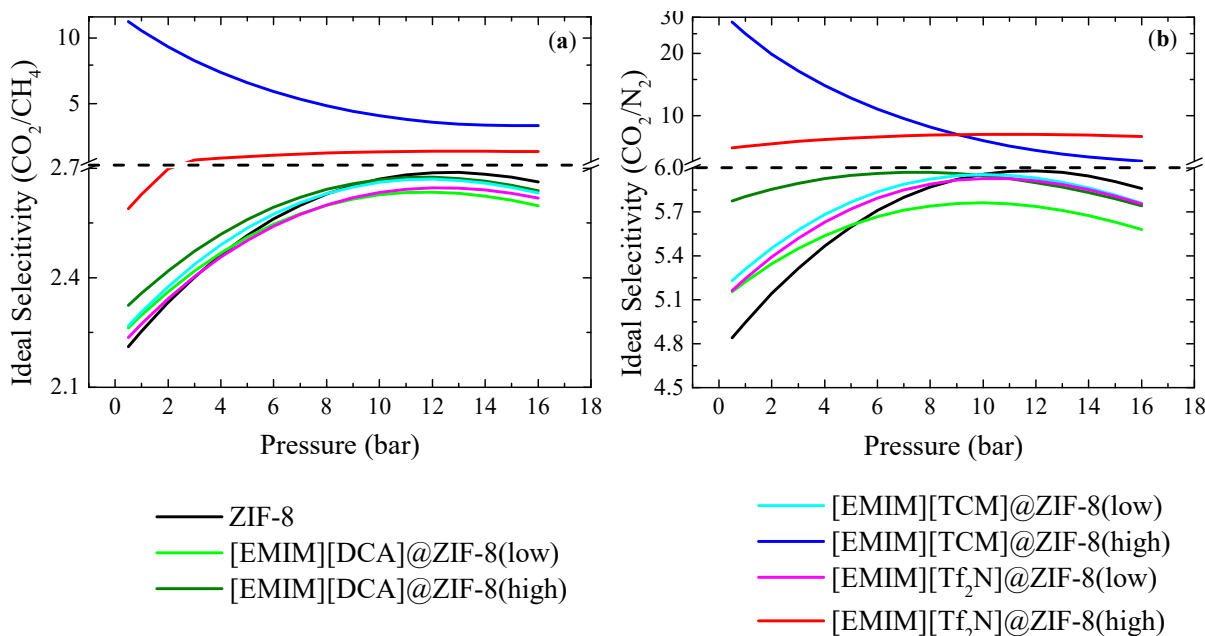 (a)
Ideal Selecitivity (CO2/CH4)
10
5
2.7
2.4
2.1
0 2 4 6 8 10 12 14 16 18
Pressure (bar)
(b)
Ideal Selecitivity (CO2/N2)
30
20
10
6.0
5.7
5.4
5.1
4.8
4.5
0 2 4 6 8 10 12 14 16 18
Pressure (bar)
ZIF-8
[EMIM][DCA]@ZIF-8(low)
[EMIM][DCA]@ZIF-8(high)
[EMIM][TCM]@ZIF-8(low)
[EMIM][TCM]@ZIF-8(high)
[EMIM][Tf2N]@ZIF-8(low)
[EMIM][Tf2N]@ZIF-8(high)